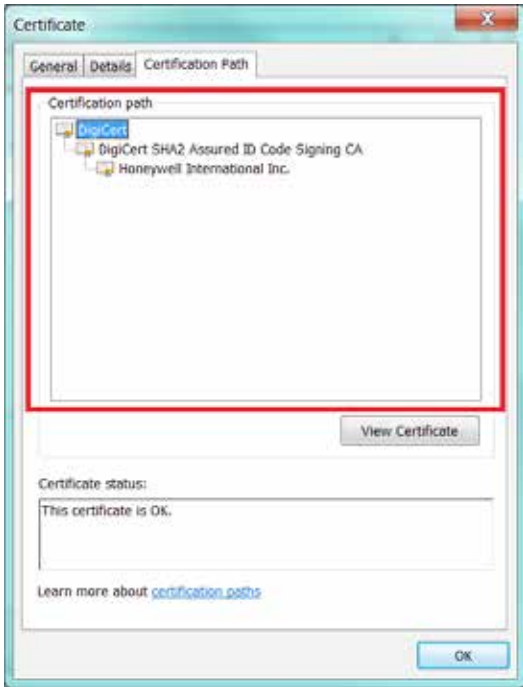 Certificate
General Details Certification Path
Certification path
DigiCert
DigiCert SHA2 Assured ID Code Signing CA
Honeywell International Inc.
View Certificate
Certificate status:
This certificate is OK.
Learn more about certification paths
OK